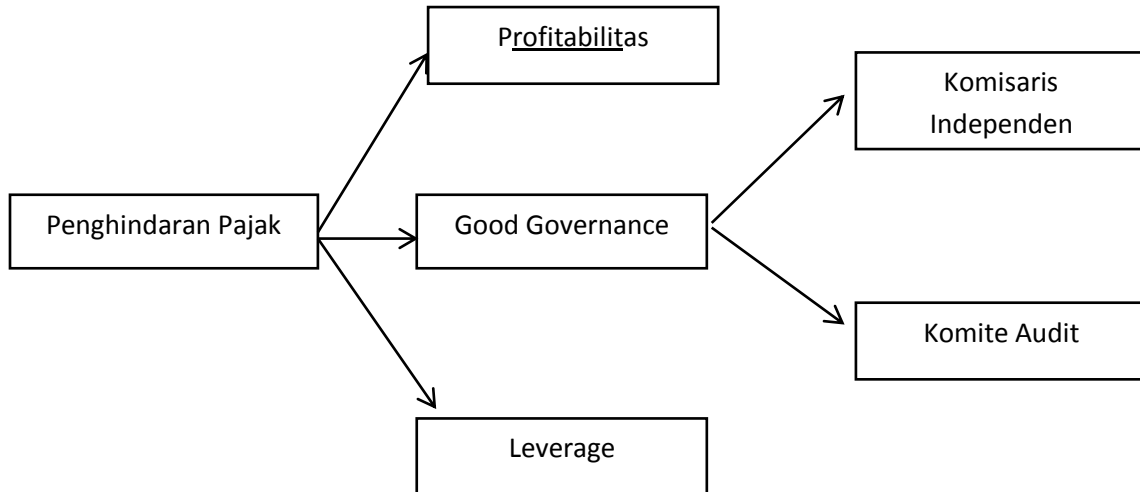 Profitabilitas
Komisaris
Independen
Penghindaran Pajak
Good Governance
Komite Audit
Leverage